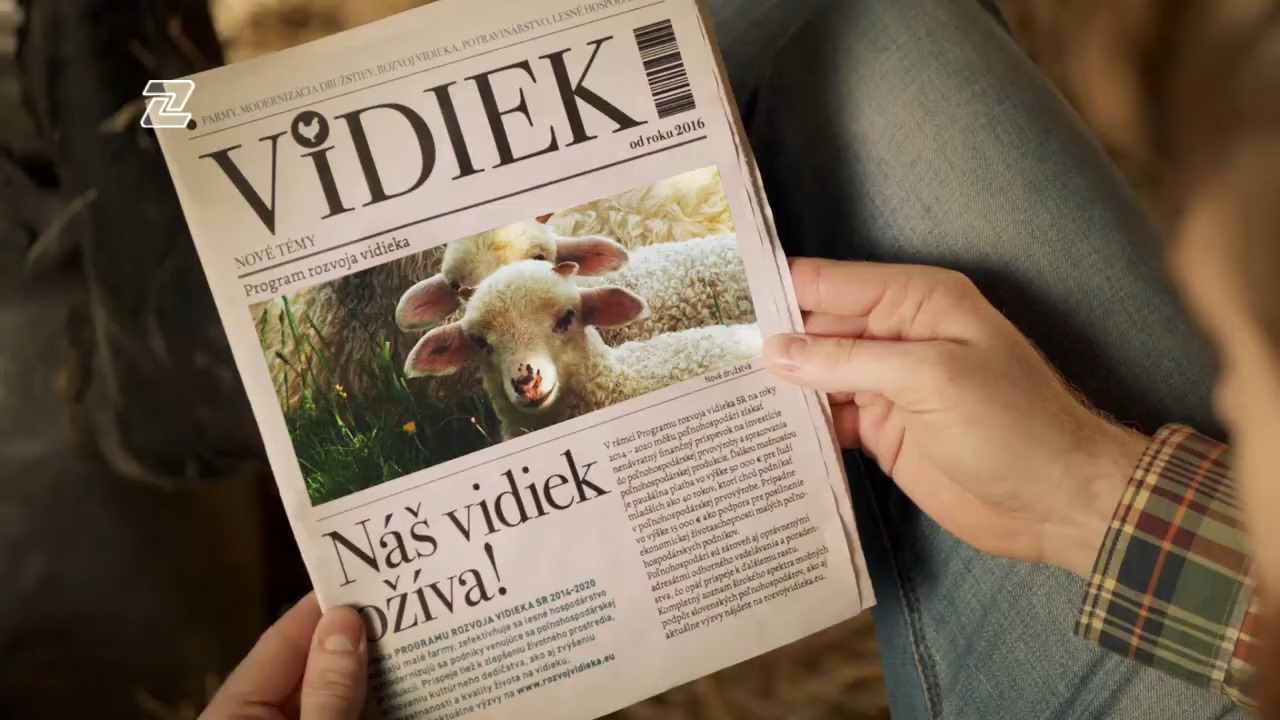 FARMY, MODERNIZÁCIA DRUŽSTIEV, ROZVOJ VIDIEKA, POTRAVINÁRSTVO, LESNÉ HOSPOD
VIDIEK
od roku 2016
NOVÉ TÉMY
Program rozvoja vidieka
Nové družstvá
Náš vidiek
ožíva!
V rámci Programu rozvoja vidieka SR na roky
2014 – 2020 môžu poľnohospodári získať
nenávratný finančný príspevok na investície
do poľnohospodárskej prvovýroby a spracovania
poľnohospodárskej produkcie. Ďalšou možnosťou
je paušálna platba vo výške 50 000 € pre ľudí
mladších ako 40 rokov, ktorí chcú podnikať
v poľnohospodárskej prvovýrobe. Prípadne
vo výške 15 000 € ako podpora pre posilnenie
ekonomickej životaschopnosti malých poľno-
hospodárskych podnikov.
Poľnohospodári sú zároveň aj oprávnenými
adresátmi odborného vzdelávania a poraden-
stva, čo opäť prispeje k ďalšiemu rastu.
Kompletný zoznam širokého spektra možných
podpôr slovenských poľnohospodárov, ako aj
aktuálne výzvy nájdete na rozvojvidieka.eu.
PROGRAMU ROZVOJA VIDIEKA SR 2014-2020
malé farmy, zefektívňuje sa lesné hospodárstvo
modernizujú sa podniky venujúce sa poľnohospodárskej
Prispeje tiež k zlepšeniu životného prostredia,
kultúrneho dedičstva, ako aj zvýšeniu
a kvality života na vidieku.
aktuálne výzvy na www.rozvojvidieka.eu